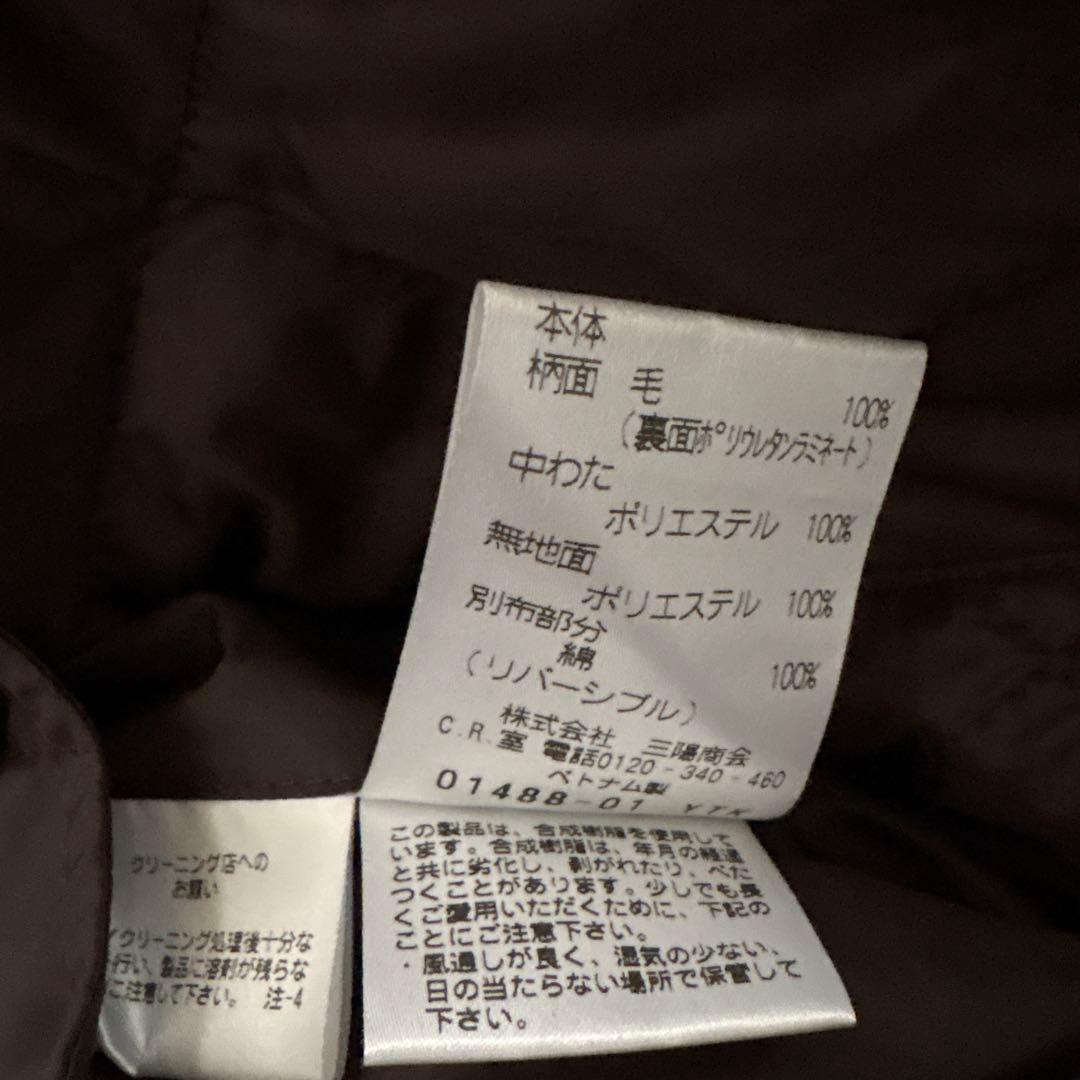 本体
柄面 毛 100%
(裏面ポリウレタンラミネート)
中わた
ポリエステル 100%
無地面
ポリエステル 100%
別布部分
綿 100%
(リバーシブル)
株式会社 三陽商会
C.R.室 電話0120-340-460
ベトナム製
01488-01 YTK
この製品は、合成樹脂を使用して
います。合成樹脂は、年月の経過
と共に劣化し、剥がれたり、べた
つくことがあります。少しでも長
くご愛用いただくために、下記の
ことにご注意下さい。
・風通しが良く、湿気の少ない、
日の当たらない場所で保管して
下さい。
クリーニング店への
お願い
クリーニング処理後十分な
行い、製品に溶剤が残らな
ご注意して下さい。 注-4